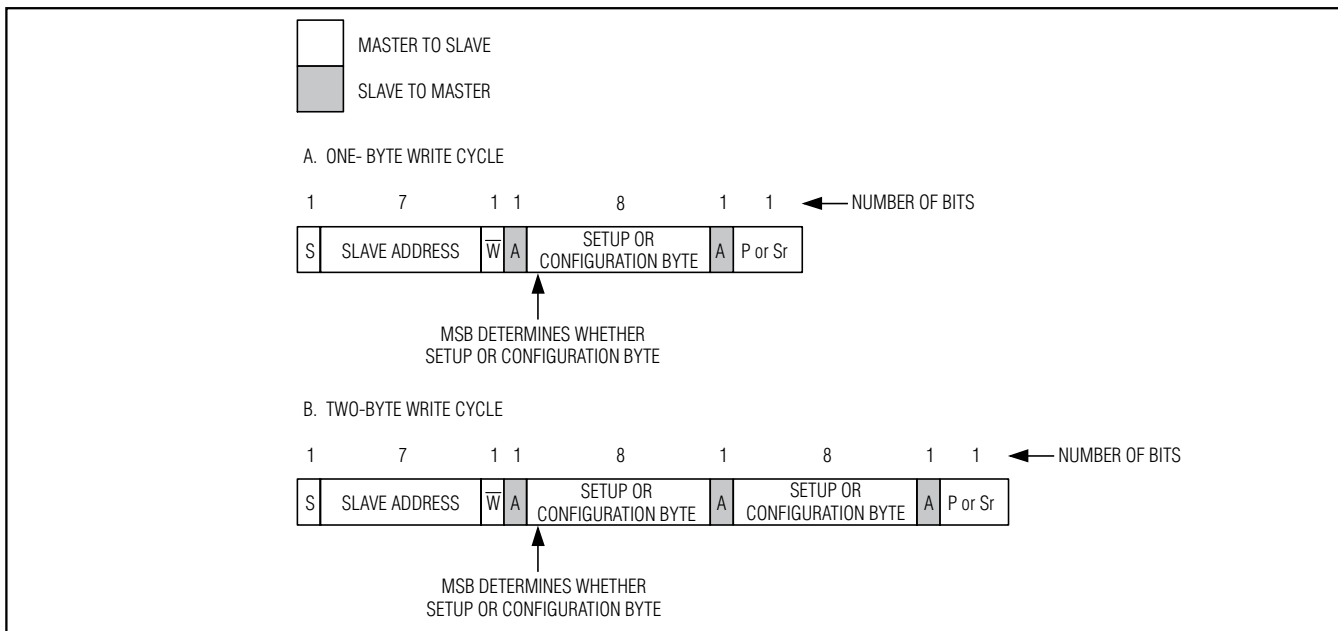 MASTER TO SLAVE
SLAVE TO MASTER
A. ONE- BYTE WRITE CYCLE
1 7 1 1 8 1 1 NUMBER OF BITS
S SLAVE ADDRESS W̅ A SETUP OR CONFIGURATION BYTE A P or Sr
MSB DETERMINES WHETHER
SETUP OR CONFIGURATION BYTE
B. TWO-BYTE WRITE CYCLE
1 7 1 1 8 1 8 1 1 NUMBER OF BITS
S SLAVE ADDRESS W̅ A SETUP OR CONFIGURATION BYTE A SETUP OR CONFIGURATION BYTE A P or Sr
MSB DETERMINES WHETHER
SETUP OR CONFIGURATION BYTE